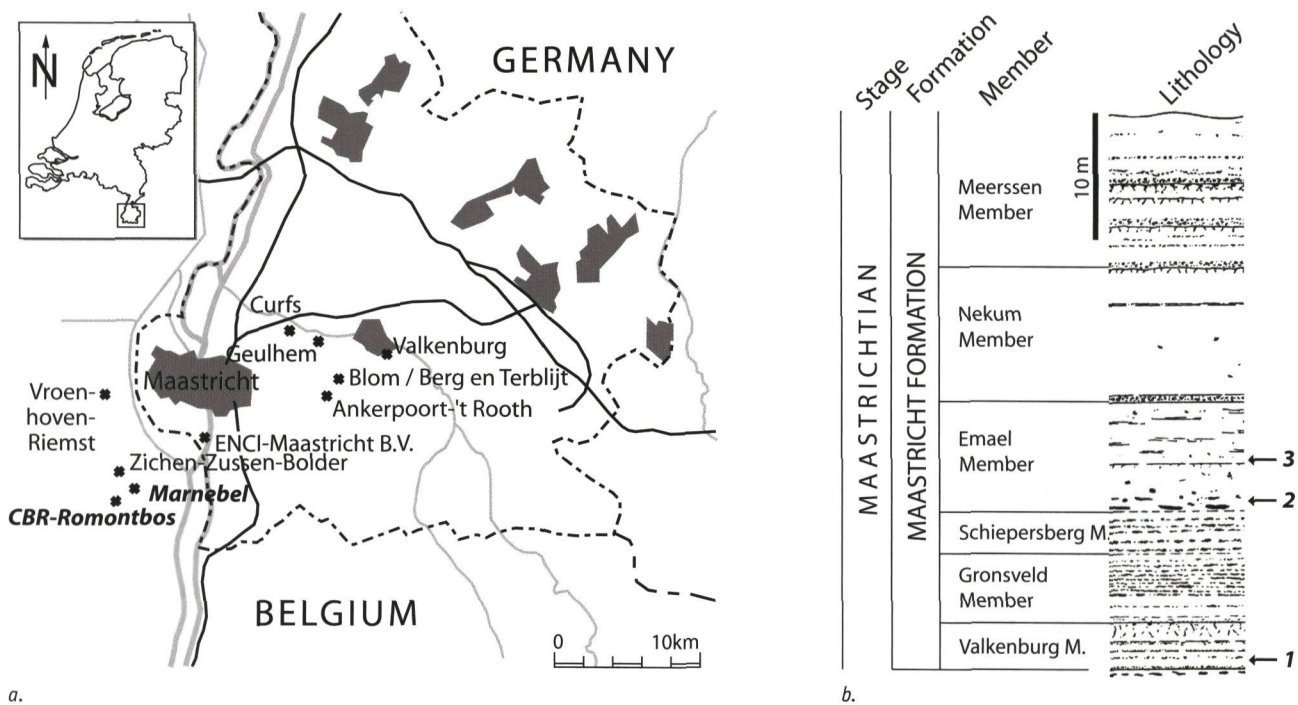 N
GERMANY
Curfs
Geulhem
Valkenburg
Maastricht
Blom / Berg en Terblijt
Ankerpoort-'t Rooth
Vroen-
hoven-
Riemst
ENCI-Maastricht B.V.
Zichen-Zussen-Bolder
Marnebel
CBR-Romontbos
BELGIUM
0 10km
a.
Stage
Formation
Member
Lithology
MAASTRICHTIAN
MAASTRICHT FORMATION
Meerssen
Member
10 m
Nekum
Member
Emael
Member
3
2
Schiepersberg M.
Gronsveld
Member
Valkenburg M.
1
b.